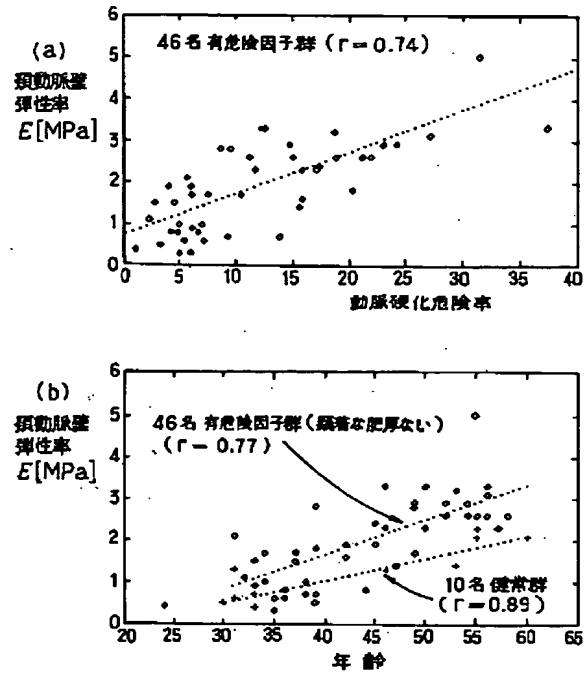 (a)
頚動脈壁
弾性率
E[MPa]
46名 有危険因子群 (r=0.74)
6
5
4
3
2
1
0
0 5 10 15 20 25 30 35 40
動脈硬化危険率
(b)
頚動脈壁
弾性率
E[MPa]
46名 有危険因子群(顕著な肥厚ない)
(r=0.77)
6
5
4
3
2
1
0
10名 健常群
(r=0.89)
20 25 30 35 40 45 50 55 60 65
年齢